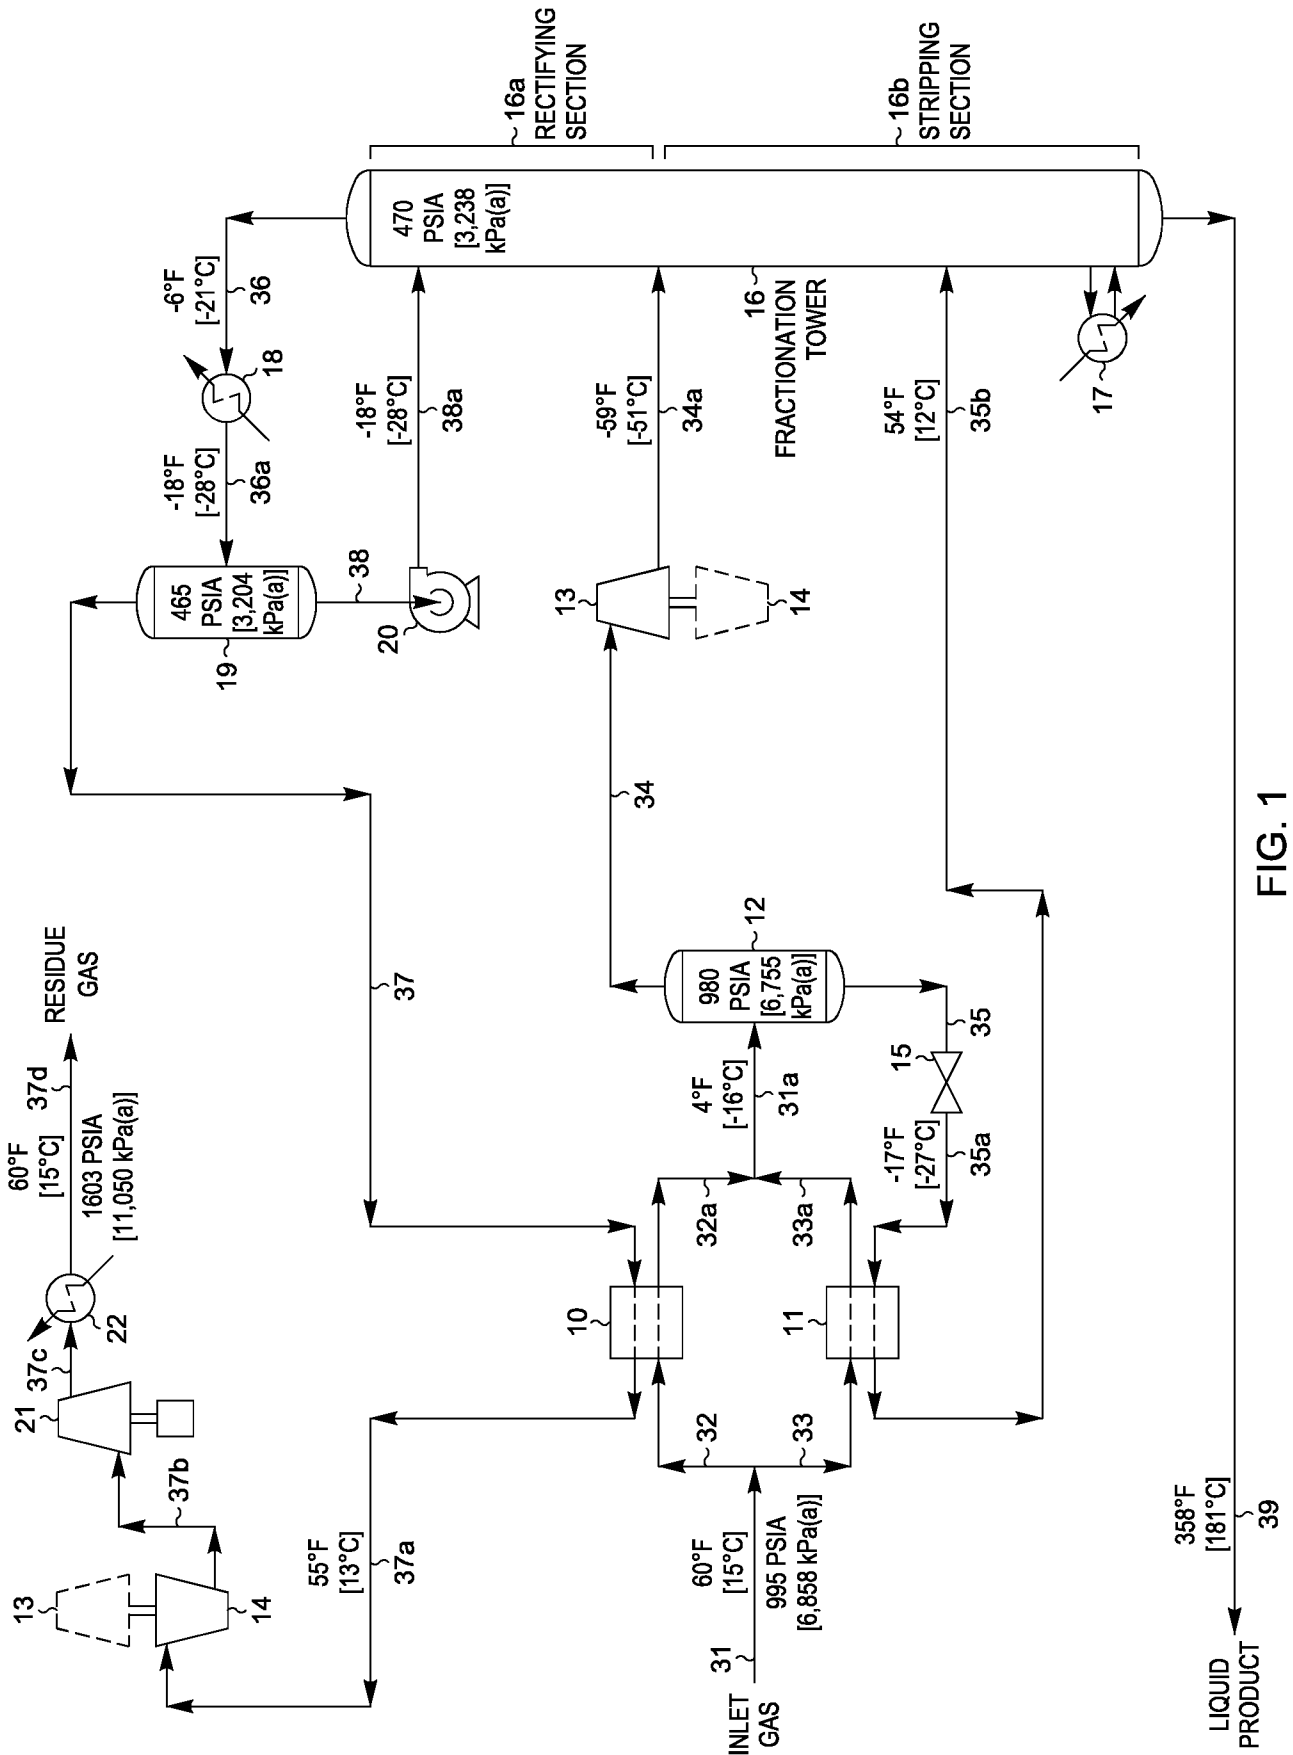 FIG. 1
RESIDUE
GAS
60°F
[15°C]
37d
1603 PSIA
[11,050 kPa(a)]
22
37c
21
37b
13
14
55°F
[13°C]
37a
37
465
PSIA
[3,204
kPa(a)]
19
-18°F
[-28°C]
36a
18
-6°F
[-21°C]
36
38
20
-18°F
[-28°C]
38a
470
PSIA
[3,238
kPa(a)]
16a
RECTIFYING
SECTION
16b
STRIPPING
SECTION
16
FRACTIONATION
TOWER
13
14
-59°F
[-51°C]
34a
34
54°F
[12°C]
35b
17
12
980
PSIA
[6,755
kPa(a)]
4°F
[-16°C]
31a
35
15
-17°F
[-27°C]
35a
32a
33a
10
11
32
33
60°F
[15°C]
995 PSIA
[6,858 kPa(a)]
31
INLET
GAS
358°F
[181°C]
39
LIQUID
PRODUCT